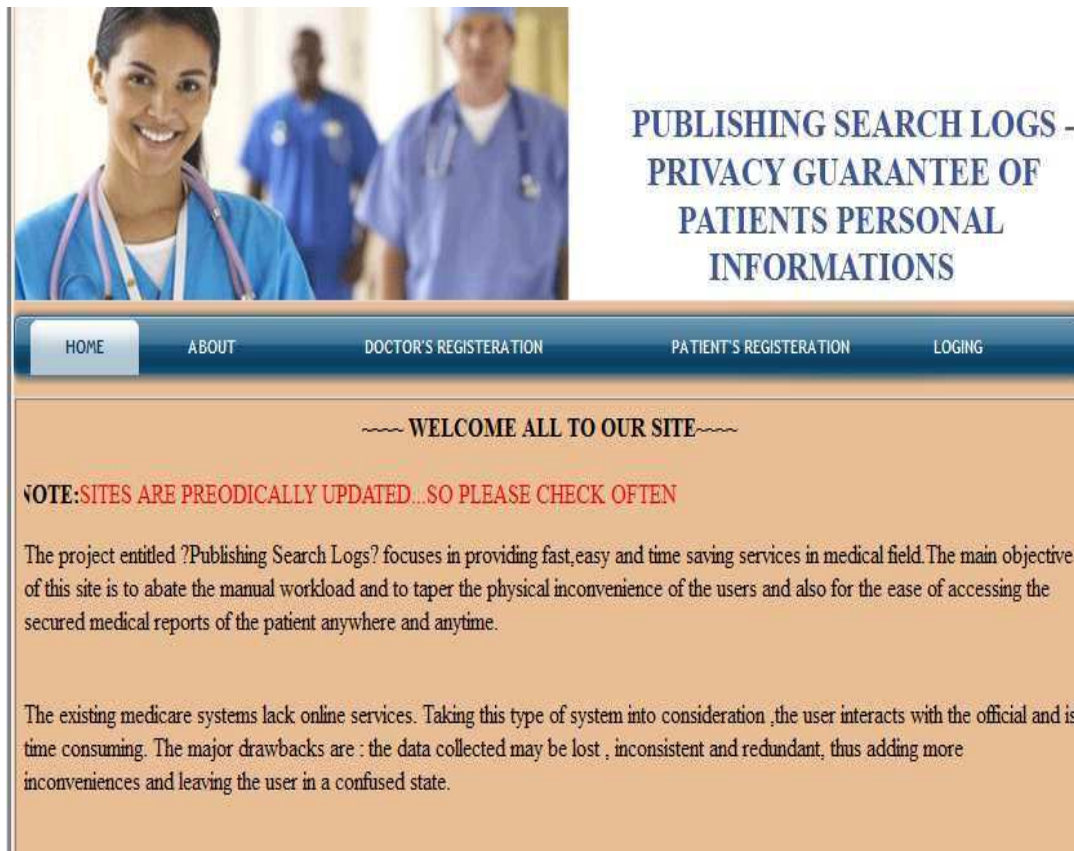 PUBLISHING SEARCH LOGS -
PRIVACY GUARANTEE OF
PATIENTS PERSONAL
INFORMATIONS
HOME ABOUT DOCTOR'S REGISTERATION PATIENT'S REGISTERATION LOGING
~~~~ WELCOME ALL TO OUR SITE~~~~
NOTE:SITES ARE PREODICALLY UPDATED...SO PLEASE CHECK OFTEN
The project entitled ?Publishing Search Logs? focuses in providing fast,easy and time saving services in medical field.The main objective
of this site is to abate the manual workload and to taper the physical inconvenience of the users and also for the ease of accessing the
secured medical reports of the patient anywhere and anytime.
The existing medicare systems lack online services. Taking this type of system into consideration ,the user interacts with the official and is
time consuming. The major drawbacks are : the data collected may be lost , inconsistent and redundant, thus adding more
inconveniences and leaving the user in a confused state.